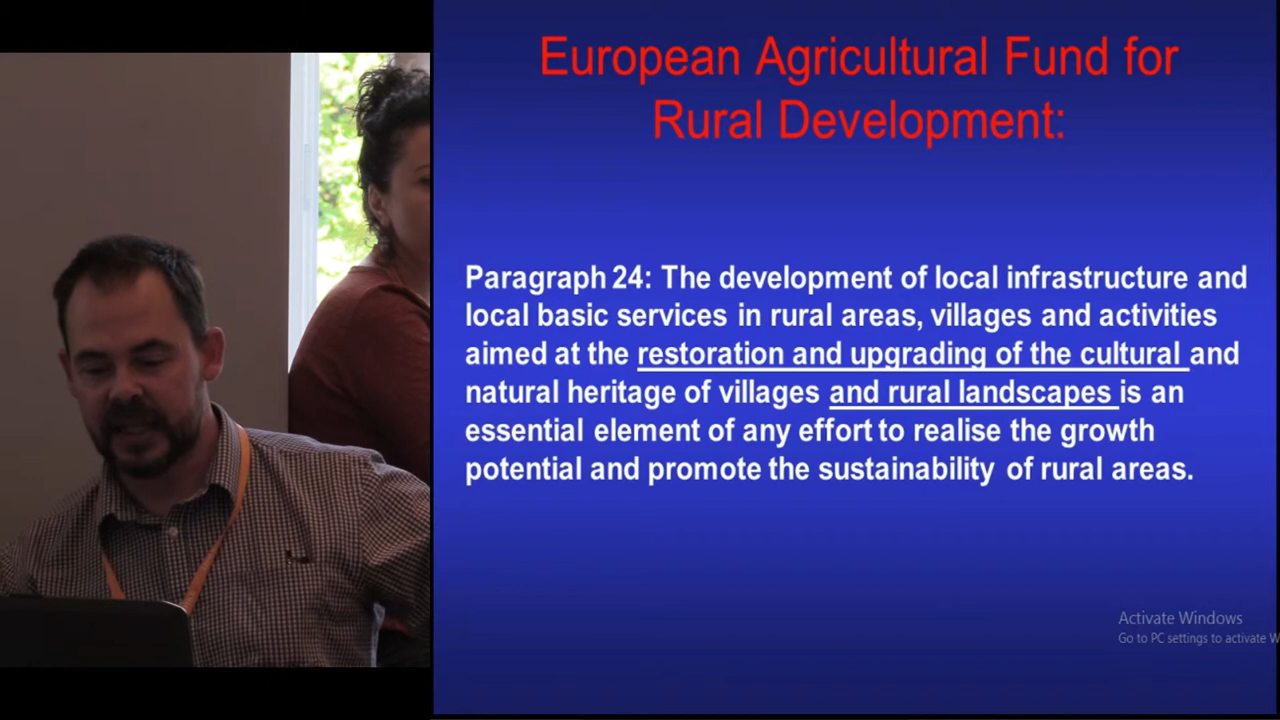 European Agricultural Fund for
Rural Development:
Paragraph 24: The development of local infrastructure and
local basic services in rural areas, villages and activities
aimed at the restoration and upgrading of the cultural and
natural heritage of villages and rural landscapes is an
essential element of any effort to realise the growth
potential and promote the sustainability of rural areas.
Activate Windows
Go to PC settings to activate W